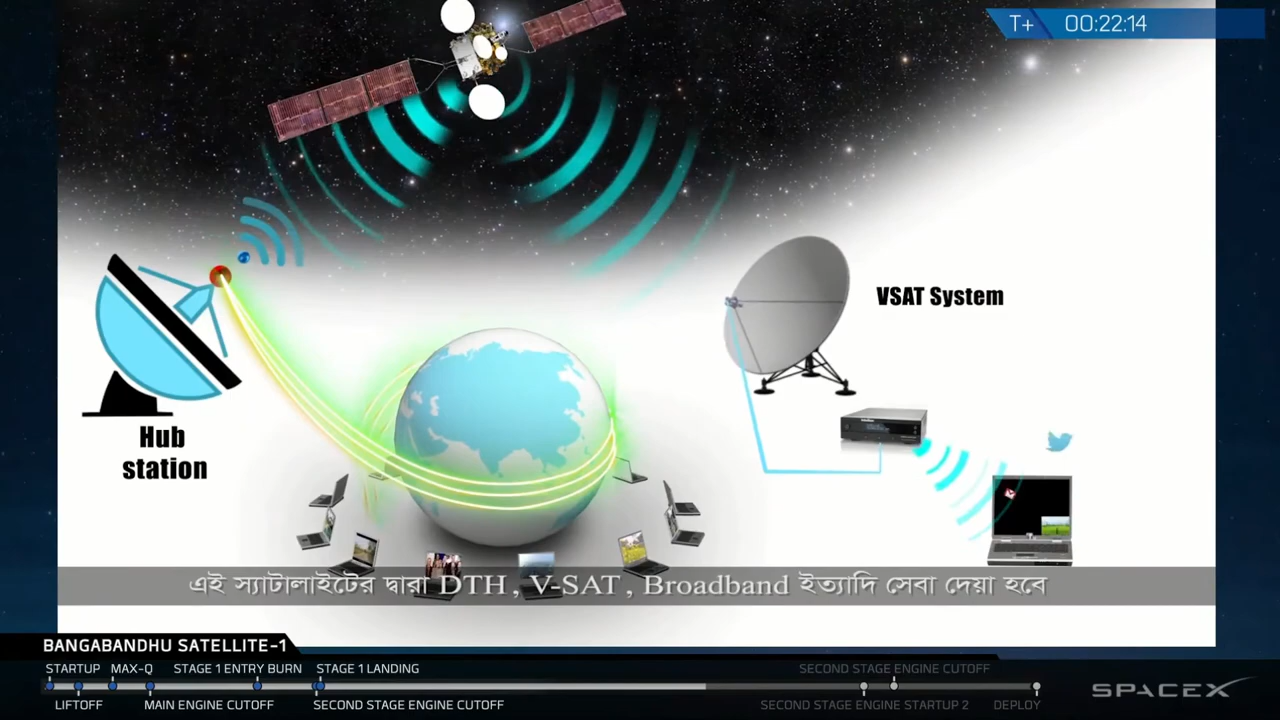 T+ 00:22:14
VSAT System
Hub
station
এই স্যাটালাইটের দ্বারা DTH, V-SAT, Broadband ইত্যাদি সেবা দেয়া হবে
BANGABANDHU SATELLITE-1
STARTUP MAX-Q STAGE 1 ENTRY BURN STAGE 1 LANDING SECOND STAGE ENGINE CUTOFF
LIFTOFF MAIN ENGINE CUTOFF SECOND STAGE ENGINE CUTOFF SECOND STAGE ENGINE STARTUP 2 DEPLOY
SPACEX